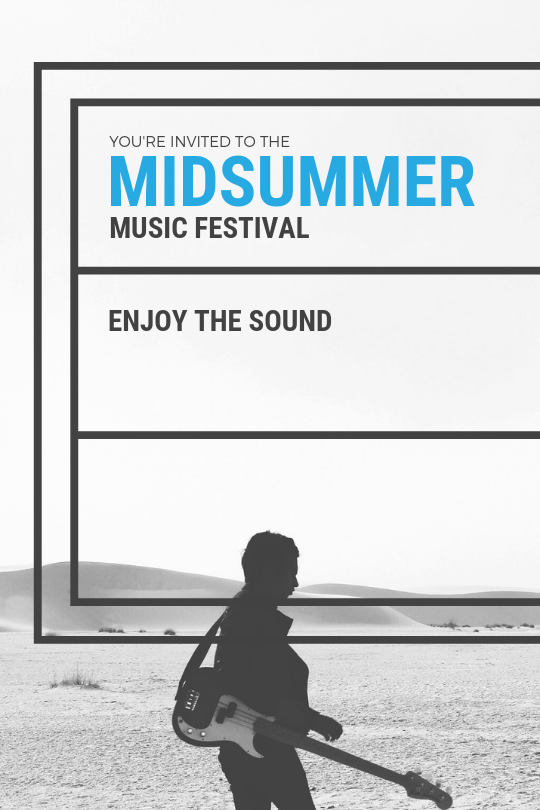 YOU'RE INVITED TO THE
MIDSUMMER
MUSIC FESTIVAL
ENJOY THE SOUND